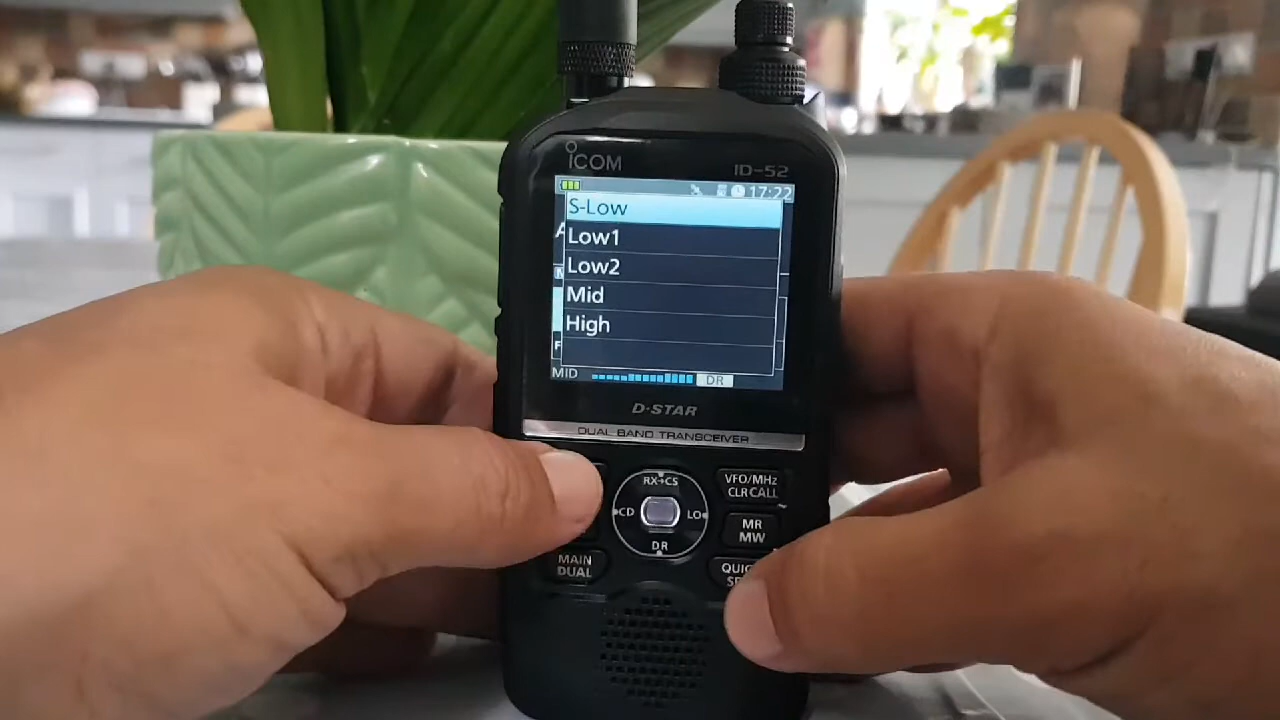 ICOM
ID-52
17:22
S-Low
Low1
Low2
Mid
High
MID
DR
D-STAR
DUAL BAND TRANSCEIVER
RX→CS
VFO/MHz
CLR CALL
CD
LO
MR
MW
DR
MAIN
DUAL